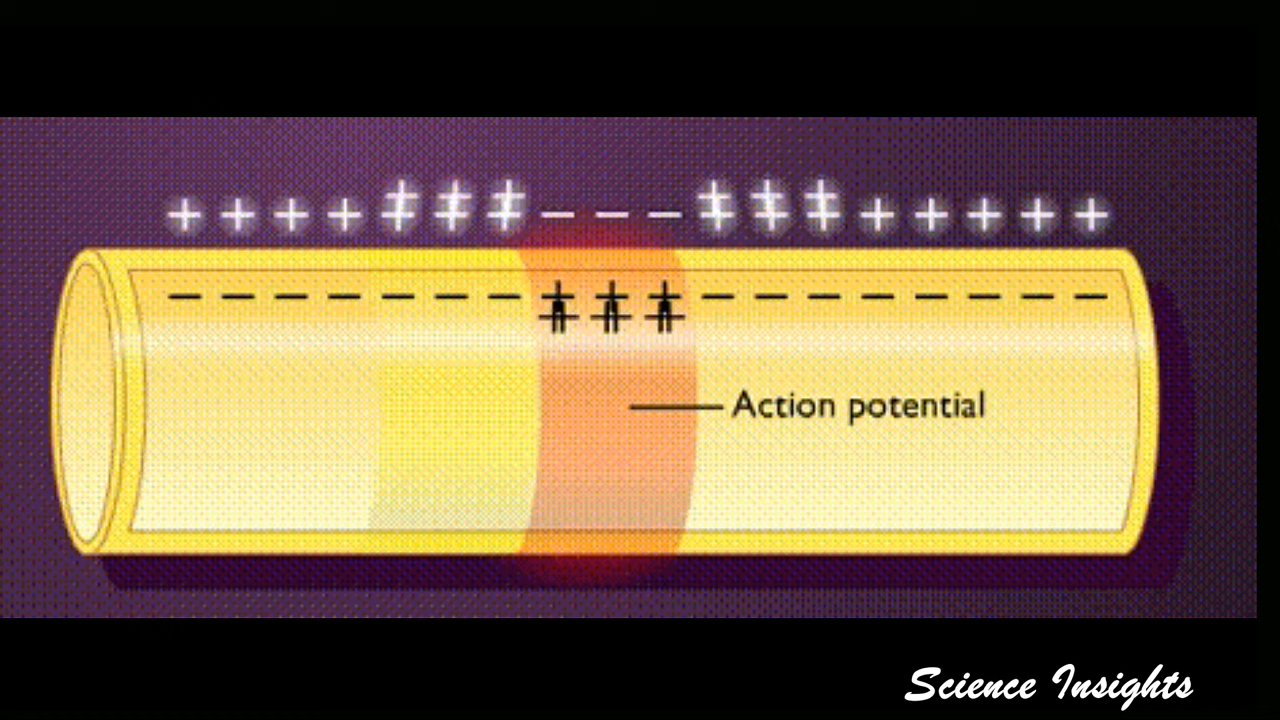 + + + + ‡ ‡ ‡ − − − ‡ ‡ ‡ + + + + +
− − − − − − − + + + − − − − − − − −
Action potential
Science Insights